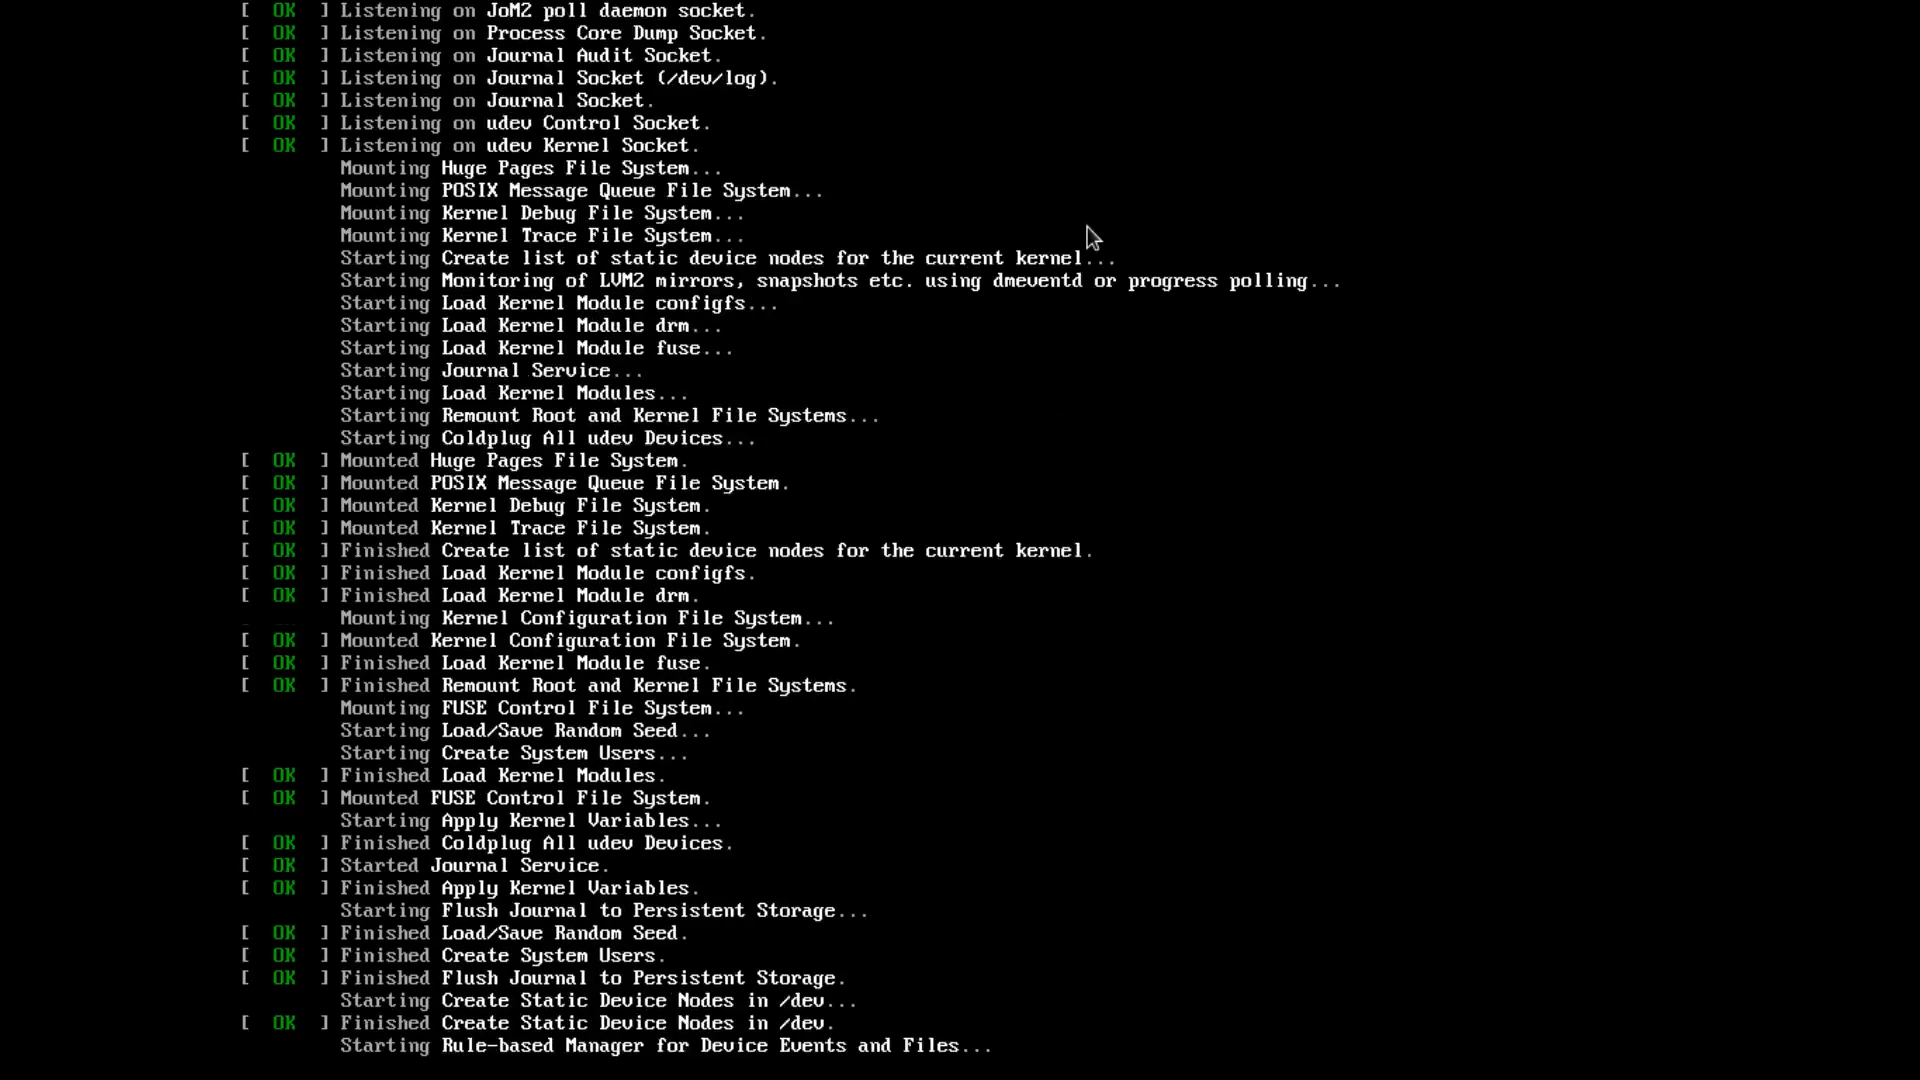 [  OK  ] Listening on JoM2 poll daemon socket.
[  OK  ] Listening on Process Core Dump Socket.
[  OK  ] Listening on Journal Audit Socket.
[  OK  ] Listening on Journal Socket (/dev/log).
[  OK  ] Listening on Journal Socket.
[  OK  ] Listening on udev Control Socket.
[  OK  ] Listening on udev Kernel Socket.
Mounting Huge Pages File System...
Mounting POSIX Message Queue File System...
Mounting Kernel Debug File System...
Mounting Kernel Trace File System...
Starting Create list of static device nodes for the current kernel...
Starting Monitoring of LVM2 mirrors, snapshots etc. using dmeventd or progress polling...
Starting Load Kernel Module configfs...
Starting Load Kernel Module drm...
Starting Load Kernel Module fuse...
Starting Journal Service...
Starting Load Kernel Modules...
Starting Remount Root and Kernel File Systems...
Starting Coldplug All udev Devices...
[  OK  ] Mounted Huge Pages File System.
[  OK  ] Mounted POSIX Message Queue File System.
[  OK  ] Mounted Kernel Debug File System.
[  OK  ] Mounted Kernel Trace File System.
[  OK  ] Finished Create list of static device nodes for the current kernel.
[  OK  ] Finished Load Kernel Module configfs.
[  OK  ] Finished Load Kernel Module drm.
Mounting Kernel Configuration File System...
[  OK  ] Mounted Kernel Configuration File System.
[  OK  ] Finished Load Kernel Module fuse.
[  OK  ] Finished Remount Root and Kernel File Systems.
Mounting FUSE Control File System...
Starting Load/Save Random Seed...
Starting Create System Users...
[  OK  ] Finished Load Kernel Modules.
[  OK  ] Mounted FUSE Control File System.
Starting Apply Kernel Variables...
[  OK  ] Finished Coldplug All udev Devices.
[  OK  ] Started Journal Service.
[  OK  ] Finished Apply Kernel Variables.
Starting Flush Journal to Persistent Storage...
[  OK  ] Finished Load/Save Random Seed.
[  OK  ] Finished Create System Users.
[  OK  ] Finished Flush Journal to Persistent Storage.
Starting Create Static Device Nodes in /dev...
[  OK  ] Finished Create Static Device Nodes in /dev.
Starting Rule-based Manager for Device Events and Files...